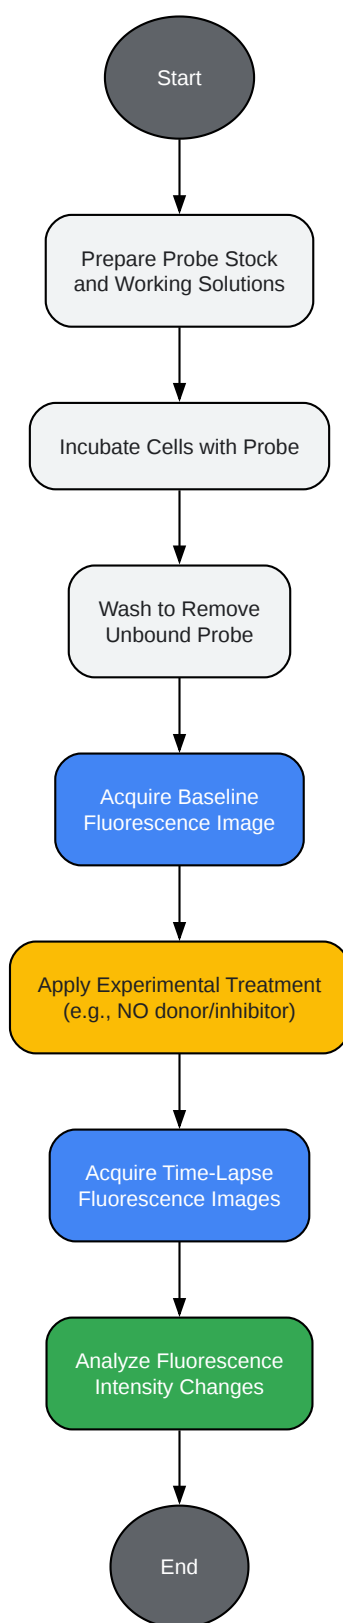 Start
Prepare Probe Stock
and Working Solutions
Incubate Cells with Probe
Wash to Remove
Unbound Probe
Acquire Baseline
Fluorescence Image
Apply Experimental Treatment
(e.g., NO donor/inhibitor)
Acquire Time-Lapse
Fluorescence Images
Analyze Fluorescence
Intensity Changes
End